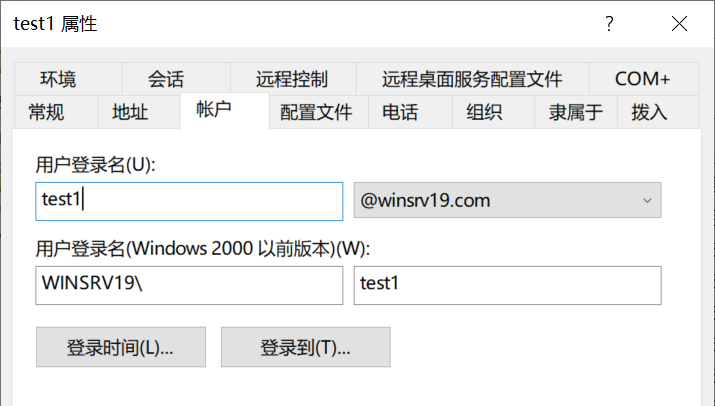 test1 属性
环境 会话 远程控制 远程桌面服务配置文件 COM+
常规 地址 帐户 配置文件 电话 组织 隶属于 拨入
用户登录名(U):
test1 @winsrv19.com
用户登录名(Windows 2000 以前版本)(W):
WINSRV19\ test1
登录时间(L)... 登录到(T)...